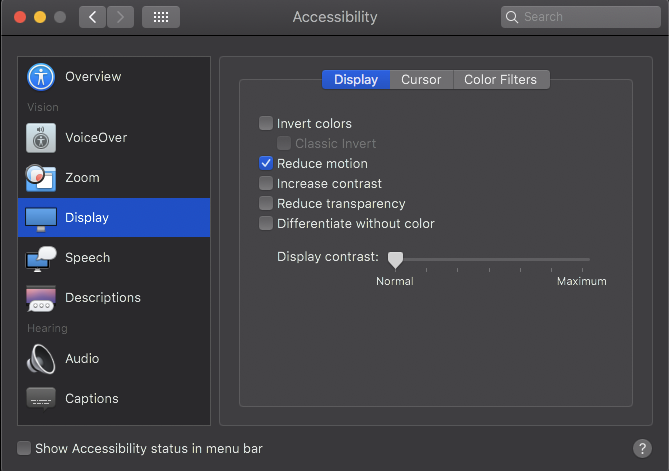 Accessibility
Search
Overview
Vision
VoiceOver
Zoom
Display
Speech
Descriptions
Hearing
Audio
Captions
Display Cursor Color Filters
Invert colors
Classic Invert
Reduce motion
Increase contrast
Reduce transparency
Differentiate without color
Display contrast:
Normal Maximum
Show Accessibility status in menu bar
?